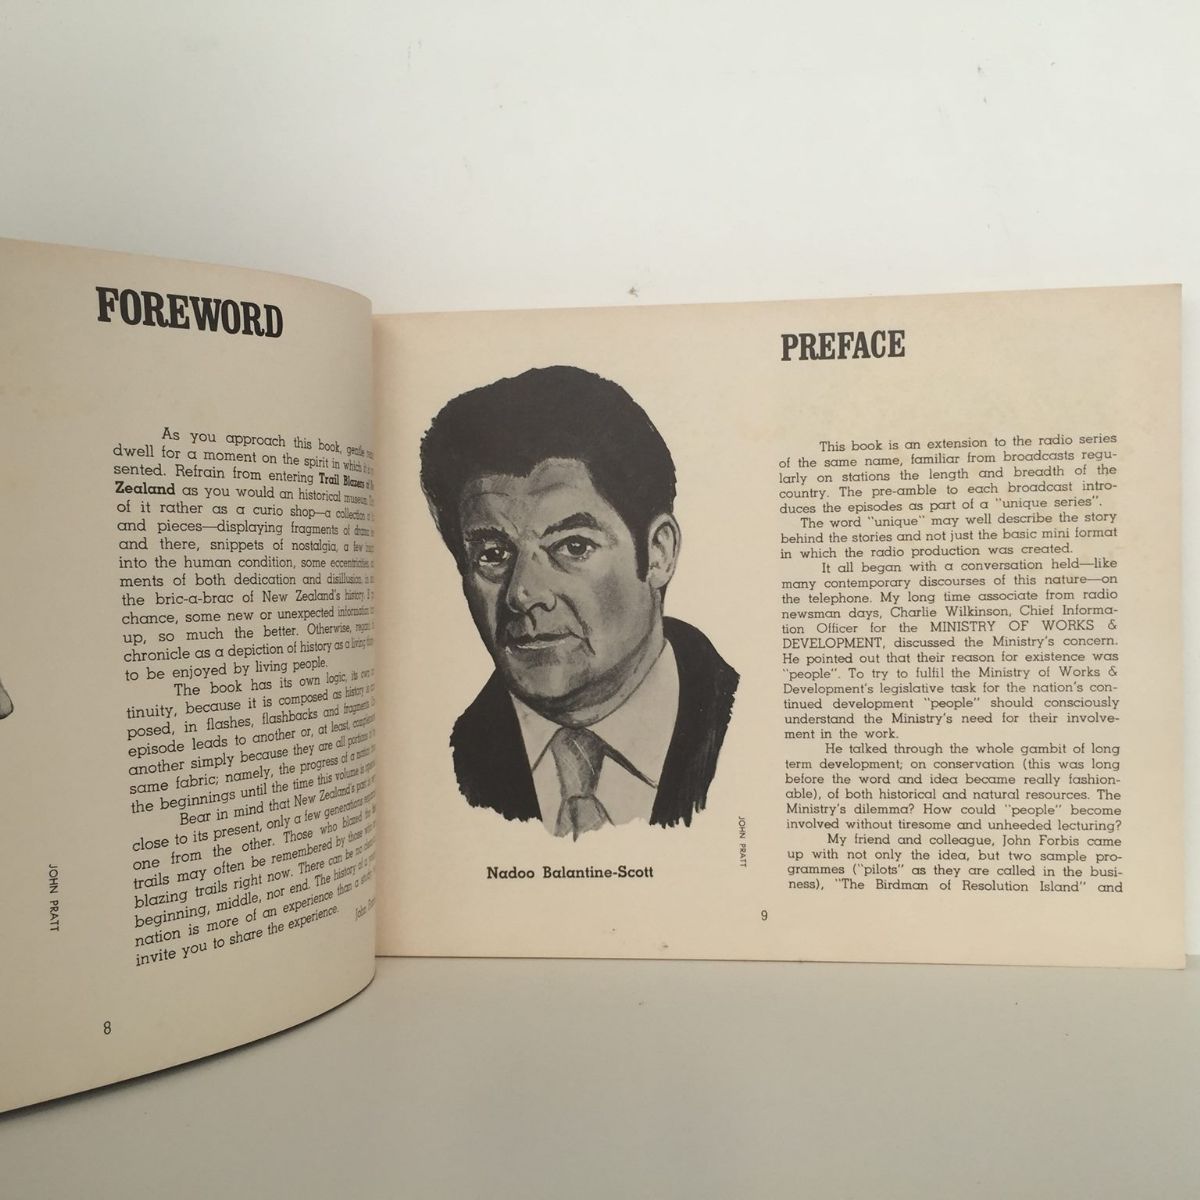 FOREWORD
As you approach this book, gentle
dwell for a moment on the spirit in which it is
sented. Refrain from entering Trail Blazers of
Zealand as you would an historical museum.
of it rather as a curio shop—a collection of
and pieces—displaying fragments of
and there, snippets of nostalgia, a few
into the human condition, some eccentricities,
ments of both dedication and disillusion, in
the bric-a-brac of New Zealand's history. If
chance, some new or unexpected information
up, so much the better. Otherwise, regard
chronicle as a depiction of history as a living
to be enjoyed by living people.
The book has its own logic, its own
tinuity, because it is composed as history is
posed, in flashes, flashbacks and fragments
episode leads to another or, at least,
another simply because they are all portions of
same fabric; namely, the progress of a nation
the beginnings until the time this volume is
Bear in mind that New Zealand's past is
close to its present, only a few generations
one from the other. Those who blazed the
trails may often be remembered by those
blazing trails right now. There can be no
beginning, middle, nor end. The history of a
nation is more of an experience than a study
invite you to share the experience.
John
JOHN PRATT
8
PREFACE
This book is an extension to the radio series
of the same name, familiar from broadcasts regu-
larly on stations the length and breadth of the
country. The pre-amble to each broadcast intro-
duces the episodes as part of a "unique series".
The word "unique" may well describe the story
behind the stories and not just the basic mini format
in which the radio production was created.
It all began with a conversation held—like
many contemporary discourses of this nature—on
the telephone. My long time associate from radio
newsman days, Charlie Wilkinson, Chief Informa-
tion Officer for the MINISTRY OF WORKS &
DEVELOPMENT, discussed the Ministry's concern.
He pointed out that their reason for existence was
"people". To try to fulfil the Ministry of Works &
Development's legislative task for the nation's con-
tinued development "people" should consciously
understand the Ministry's need for their involve-
ment in the work.
He talked through the whole gambit of long
term development; on conservation (this was long
before the word and idea became really fashion-
able), of both historical and natural resources. The
Ministry's dilemma? How could "people" become
involved without tiresome and unheeded lecturing?
My friend and colleague, John Forbis came
up with not only the idea, but two sample pro-
grammes ("pilots" as they are called in the busi-
ness), "The Birdman of Resolution Island" and
JOHN PRATT
Nadoo Balantine-Scott
9